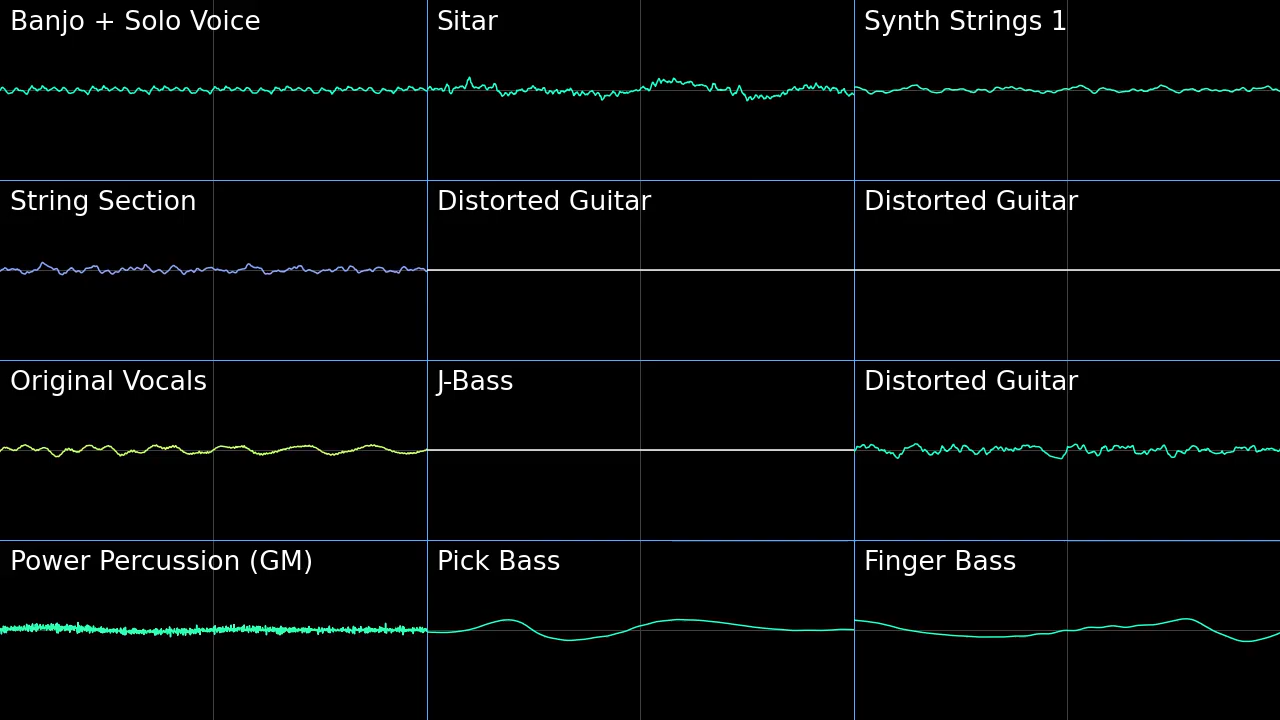 Banjo + Solo Voice
Sitar
Synth Strings 1
String Section
Distorted Guitar
Distorted Guitar
Original Vocals
J-Bass
Distorted Guitar
Power Percussion (GM)
Pick Bass
Finger Bass